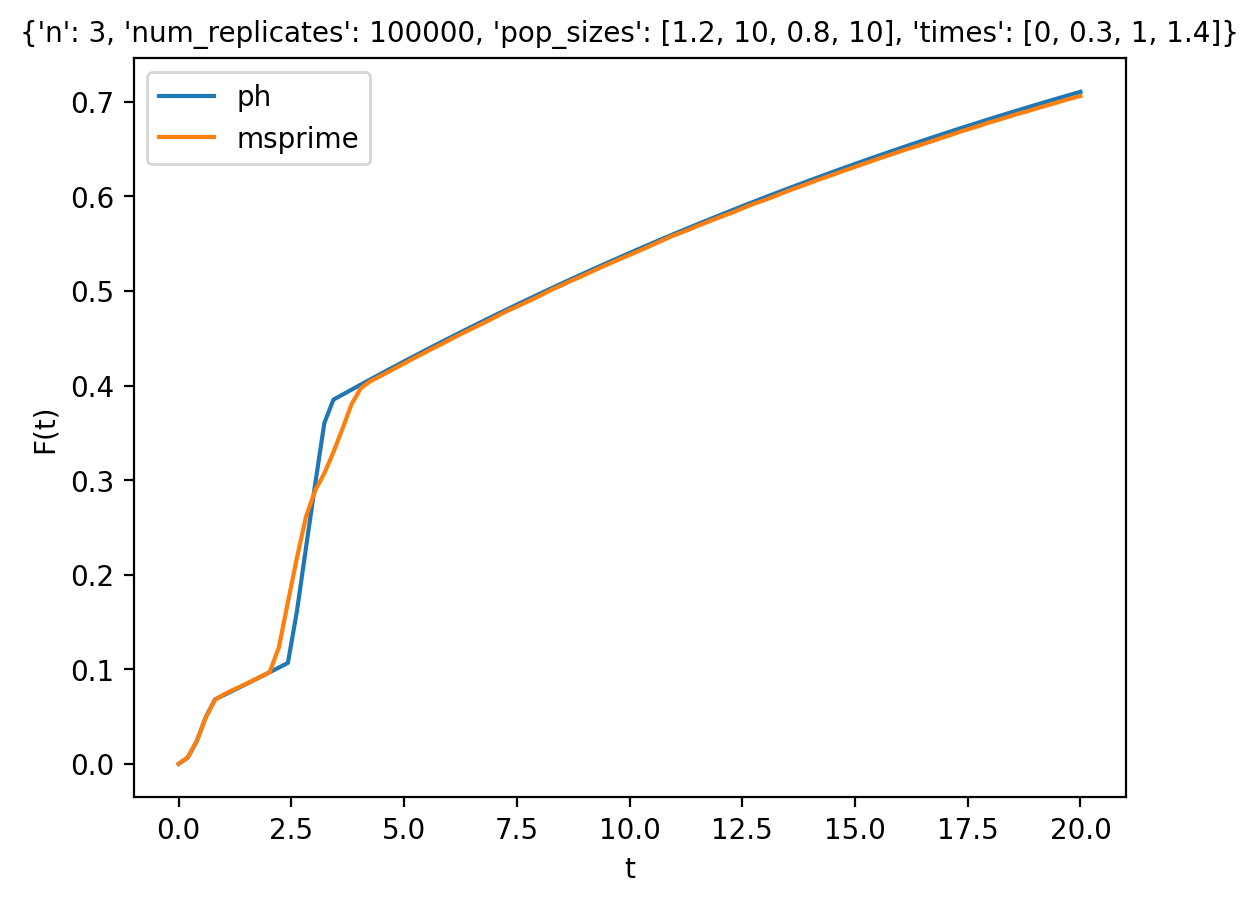 {'n': 3, 'num_replicates': 100000, 'pop_sizes': [1.2, 10, 0.8, 10], 'times': [0, 0.3, 1, 1.4]}
ph
msprime
0.7
0.6
0.5
0.4
0.3
0.2
0.1
0.0
F(t)
0.0 2.5 5.0 7.5 10.0 12.5 15.0 17.5 20.0
t